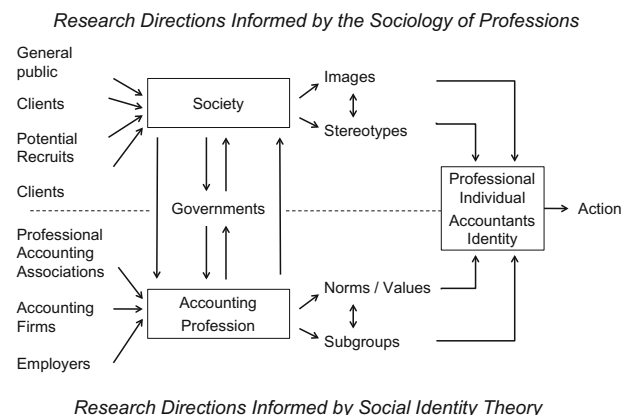 Research Directions Informed by the Sociology of Professions
General
public
Clients
Potential
Recruits
Clients
Society
Images
Stereotypes
Governments
Professional
Individual
Accountants
Identity
Action
Professional
Accounting
Associations
Accounting
Firms
Employers
Accounting
Profession
Norms / Values
Subgroups
Research Directions Informed by Social Identity Theory